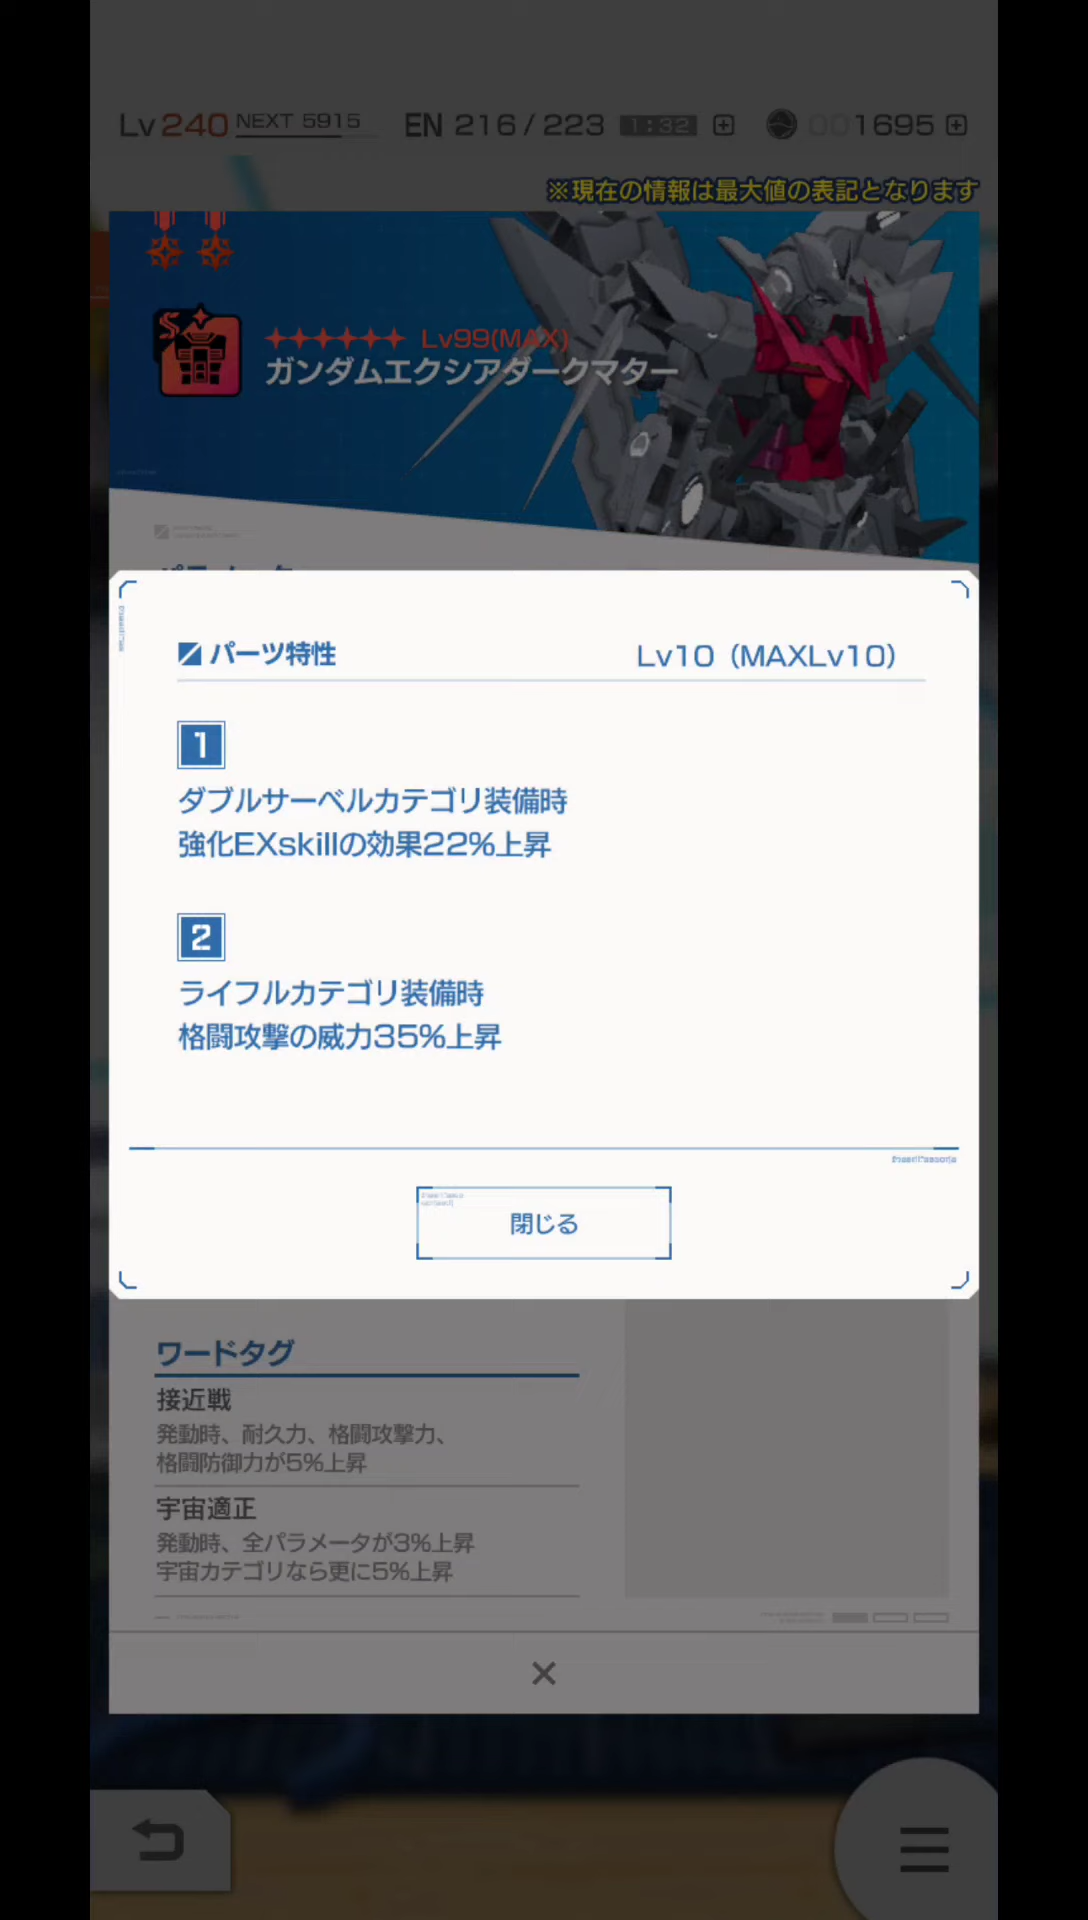 Lv240 NEXT 5915 EN 216/223 1:32 001695
※現在の情報は最大値の表記となります
Lv99(MAX)
ガンダムエクシアダークマター
パーツ特性 Lv10 (MAXLv10)
1
ダブルサーベルカテゴリ装備時
強化EXskillの効果22%上昇
2
ライフルカテゴリ装備時
格闘攻撃の威力35%上昇
閉じる
ワードタグ
接近戦
発動時、耐久力、格闘攻撃力、
格闘防御力が5%上昇
宇宙適正
発動時、全パラメータが3%上昇
宇宙カテゴリなら更に5%上昇